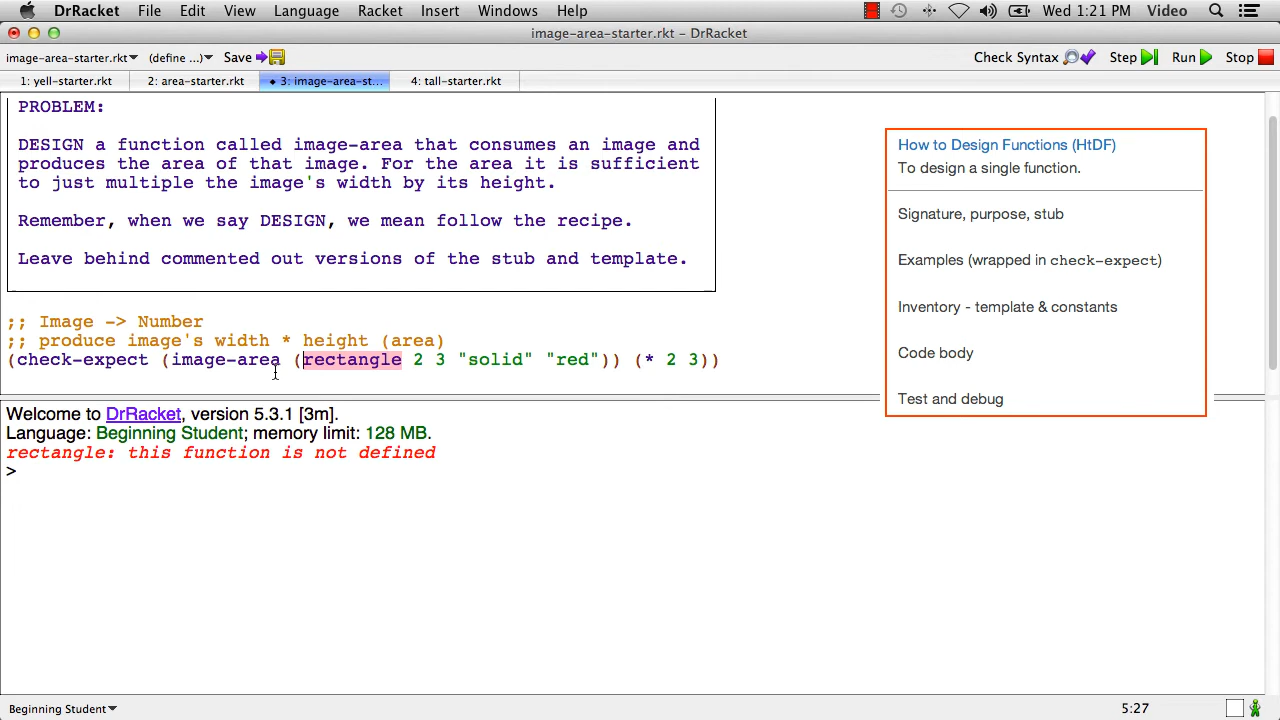 DrRacket File Edit View Language Racket Insert Windows Help Wed 1:21 PM Video
image-area-starter.rkt - DrRacket
image-area-starter.rkt (define ...) Save Check Syntax Step Run Stop
1: yell-starter.rkt 2: area-starter.rkt • 3: image-area-st... 4: tall-starter.rkt
PROBLEM:
DESIGN a function called image-area that consumes an image and
produces the area of that image. For the area it is sufficient
to just multiple the image's width by its height.
Remember, when we say DESIGN, we mean follow the recipe.
Leave behind commented out versions of the stub and template.
;; Image -> Number
;; produce image's width * height (area)
(check-expect (image-area (rectangle 2 3 "solid" "red")) (* 2 3))
How to Design Functions (HtDF)
To design a single function.
Signature, purpose, stub
Examples (wrapped in check-expect)
Inventory - template & constants
Code body
Test and debug
Welcome to DrRacket, version 5.3.1 [3m].
Language: Beginning Student; memory limit: 128 MB.
rectangle: this function is not defined
>
Beginning Student 5:27